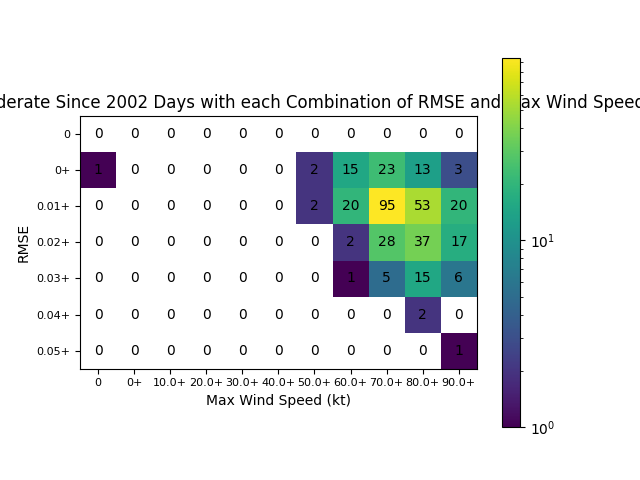 derate Since 2002 Days with each Combination of RMSE and Max Wind Speed
RMSE
0 0 0 0 0 0 0 0 0 0 0 0
0+ 1 0 0 0 0 0 2 15 23 13 3
0.01+ 0 0 0 0 0 0 2 20 95 53 20
0.02+ 0 0 0 0 0 0 0 2 28 37 17
0.03+ 0 0 0 0 0 0 0 1 5 15 6
0.04+ 0 0 0 0 0 0 0 0 0 2 0
0.05+ 0 0 0 0 0 0 0 0 0 0 1
0 0+ 10.0+ 20.0+ 30.0+ 40.0+ 50.0+ 60.0+ 70.0+ 80.0+ 90.0+
Max Wind Speed (kt)
10¹
10⁰